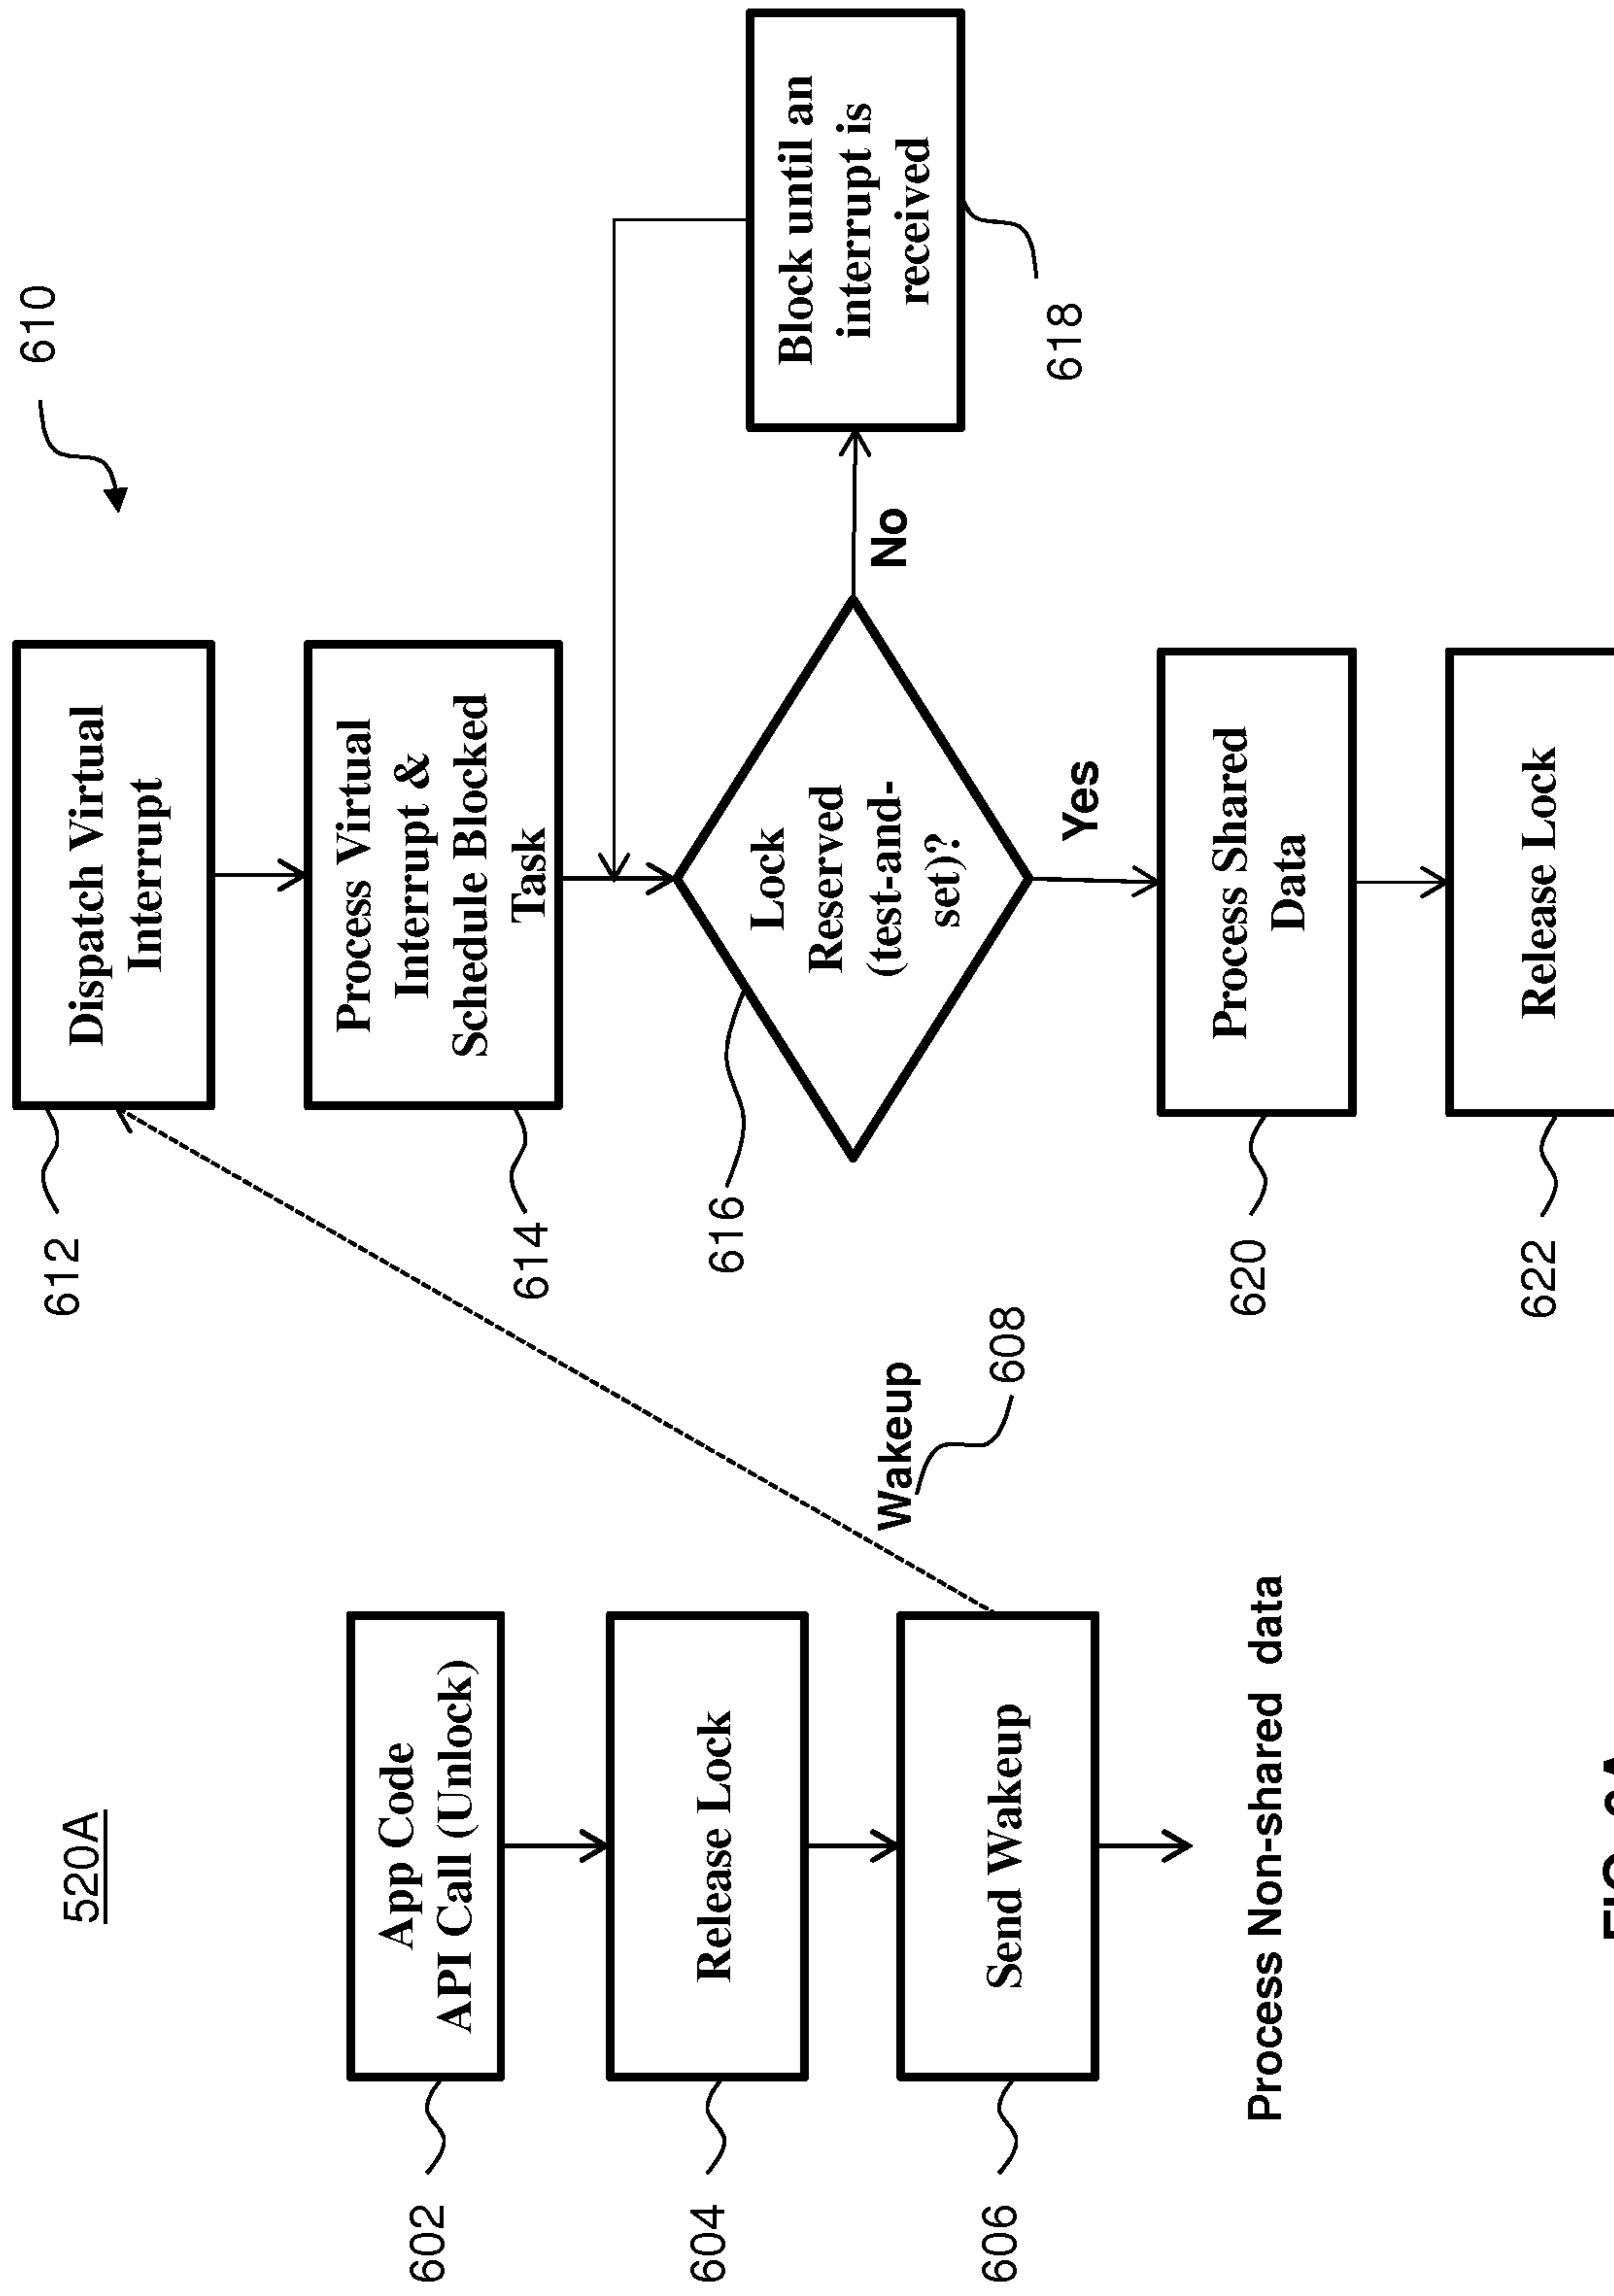 520A
610
Dispatch Virtual
Interrupt
612
Process Virtual
Interrupt &
Schedule Blocked
Task
614
Lock
Reserved
(test-and-
set)?
616
No
Block until an
interrupt is
received
618
Yes
Process Shared
Data
620
Release Lock
622
App Code
API Call (Unlock)
602
Release Lock
604
Send Wakeup
606
Wakeup
608
Process Non-shared data